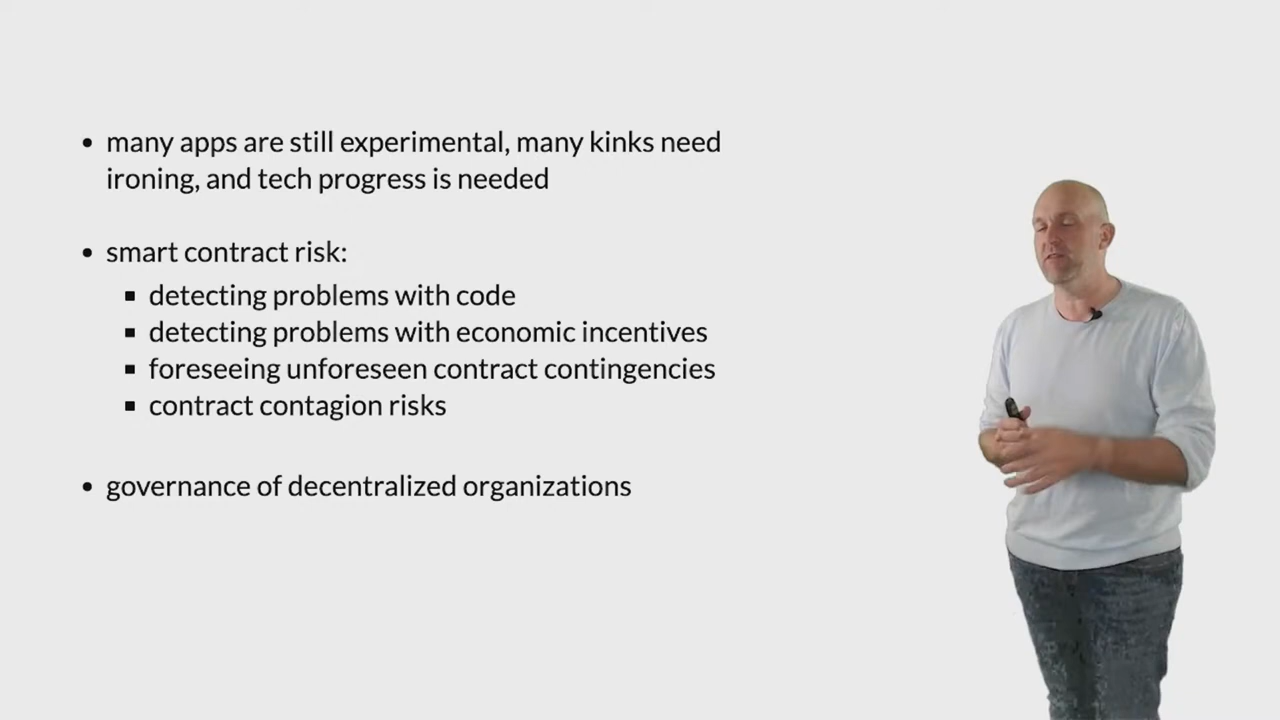 • many apps are still experimental, many kinks need
ironing, and tech progress is needed
• smart contract risk:
▪ detecting problems with code
▪ detecting problems with economic incentives
▪ foreseeing unforeseen contract contingencies
▪ contract contagion risks
• governance of decentralized organizations